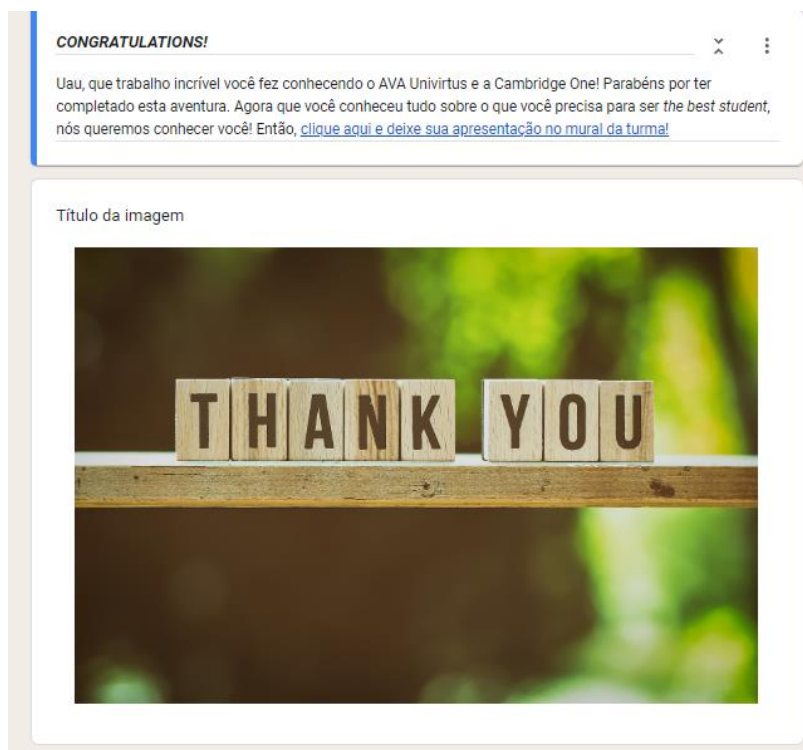 CONGRATULATIONS!
Uau, que trabalho incrível você fez conhecendo o AVA Univirtus e a Cambridge One! Parabéns por ter
completado esta aventura. Agora que você conheceu tudo sobre o que você precisa para ser the best student,
nós queremos conhecer você! Então, clique aqui e deixe sua apresentação no mural da turma!
Título da imagem
THANK YOU